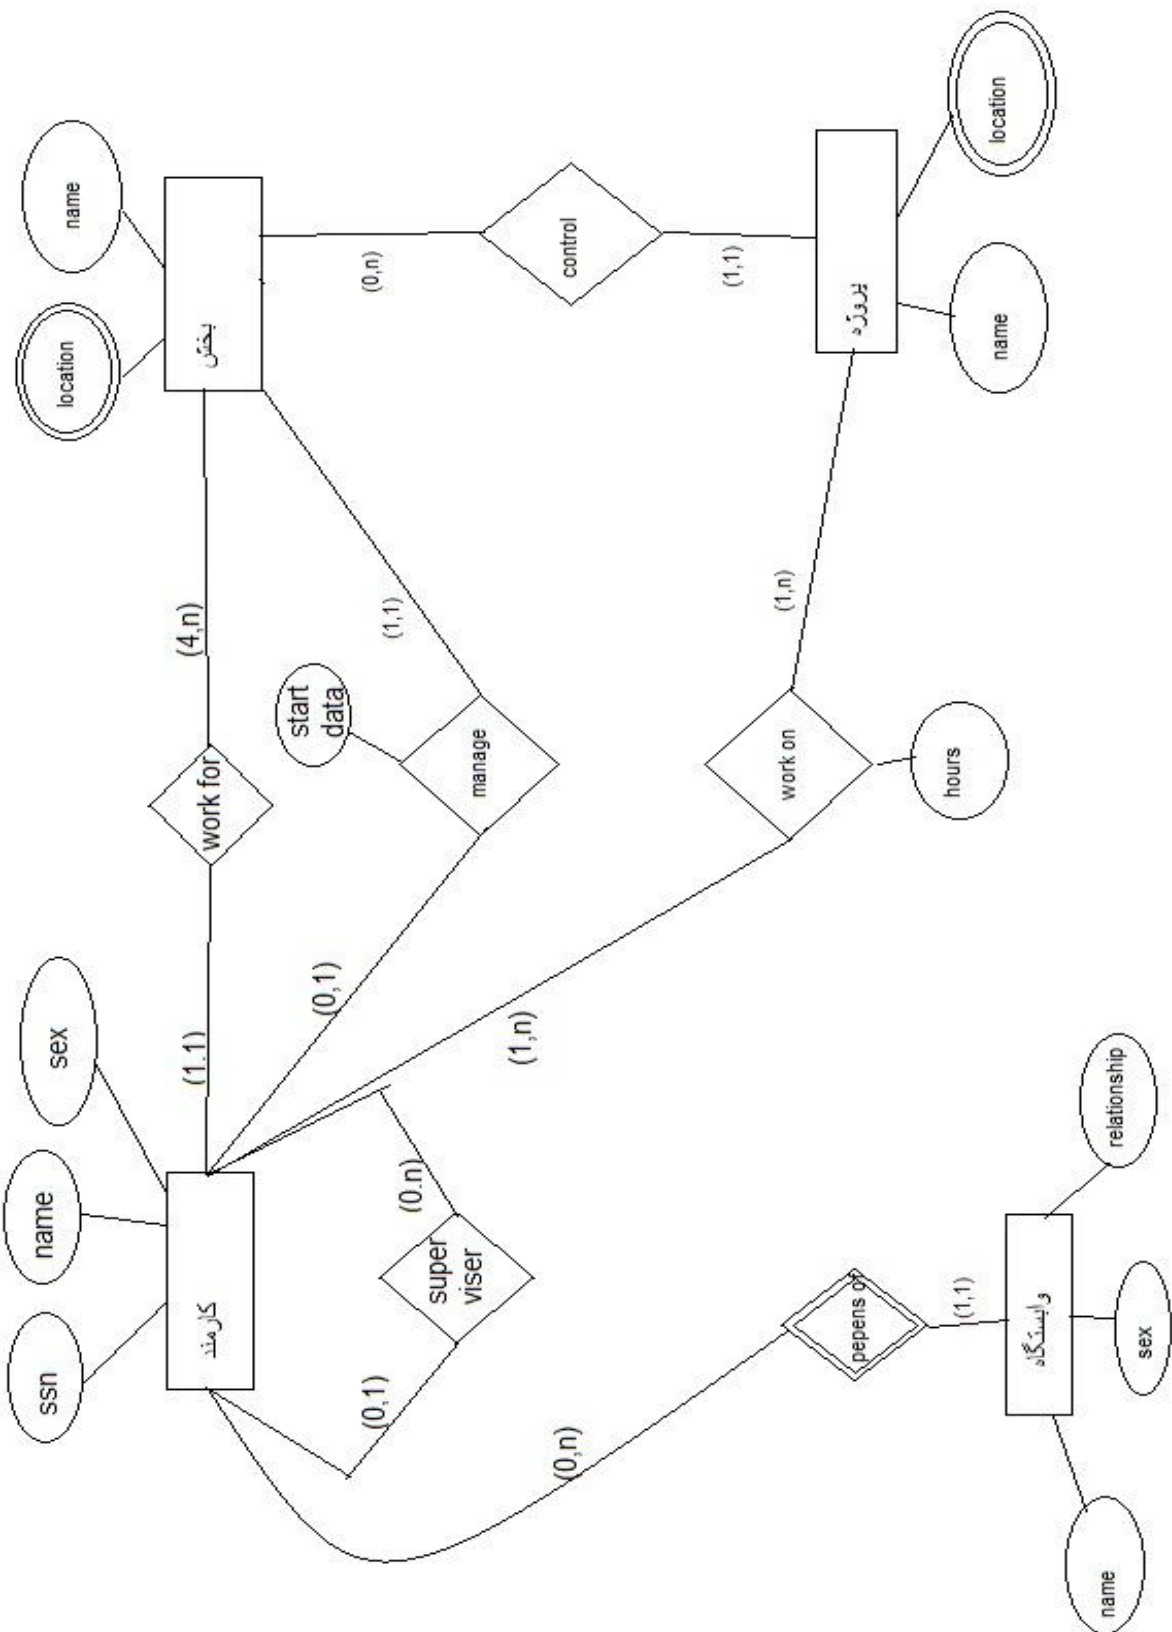 ssn
name
sex
location
name
کارمند
(1.1)
work for
(4,n)
بخش
start
data
(0,1)
(0,1)
(0.n)
(1,1)
(0,n)
super
viser
manage
(1,n)
(0,n)
control
(1,1)
(1,n)
work on
pepens of
پروژه
hours
(1,1)
name
location
وابستگاه
name
sex
relationship